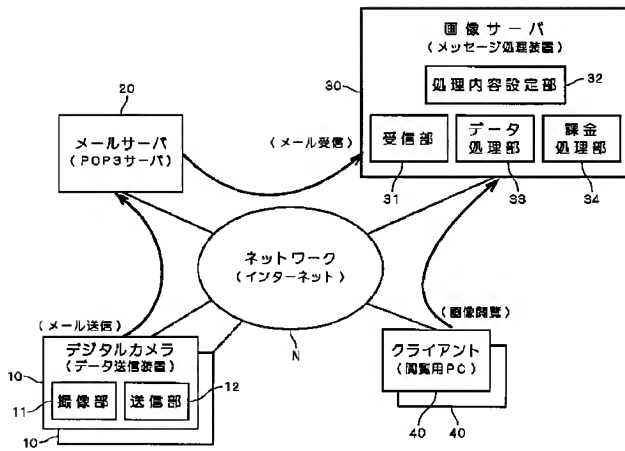 画像サーバ
(メッセージ処理装置)
30
処理内容設定部
32
受信部
データ
処理部
課金
処理部
31
33
34
20
メールサーバ
(POP3サーバ)
(メール受信)
ネットワーク
(インターネット)
N
(メール送信)
(画像閲覧)
デジタルカメラ
(データ送信装置)
10
12
11
撮像部
送信部
10
クライアント
(閲覧用PC)
40
40